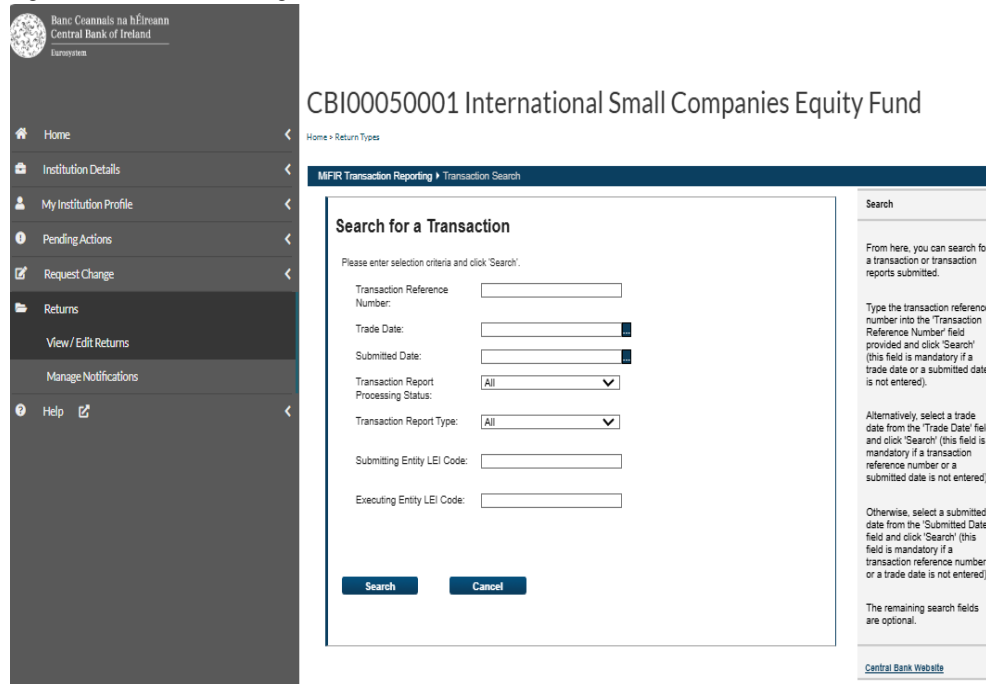 Banc Ceannais na hÉireann
Central Bank of Ireland
Eurosystem
Home
Institution Details
My Institution Profile
Pending Actions
Request Change
Returns
View / Edit Returns
Manage Notifications
Help
CBI00050001 International Small Companies Equity Fund
Home > Return Types
MiFIR Transaction Reporting Transaction Search
Search for a Transaction
Please enter selection criteria and click 'Search'.
Transaction Reference
Number:
Trade Date:
...
Submitted Date:
...
Transaction Report
Processing Status:
All
Transaction Report Type:
All
Submitting Entity LEI Code:
Executing Entity LEI Code:
Search
Cancel
Search
From here, you can search fo
a transaction or transaction
reports submitted.
Type the transaction reference
number into the 'Transaction
Reference Number' field
provided and click 'Search'
(this field is mandatory if a
trade date or a submitted date
is not entered).
Alternatively, select a trade
date from the 'Trade Date' fiel
and click 'Search' (this field is
mandatory if a transaction
reference number or a
submitted date is not entered)
Otherwise, select a submitted
date from the 'Submitted Date
field and click 'Search' (this
field is mandatory if a
transaction reference number
or a trade date is not entered)
The remaining search fields
are optional.
Central Bank Website